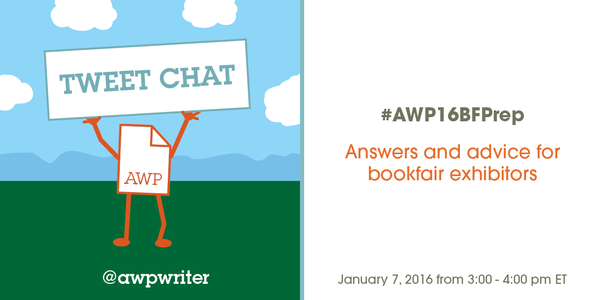 TWEET CHAT
AWP
@awpwriter
#AWP16BFPrep
Answers and advice for
bookfair exhibitors
January 7, 2016 from 3:00 - 4:00 pm ET